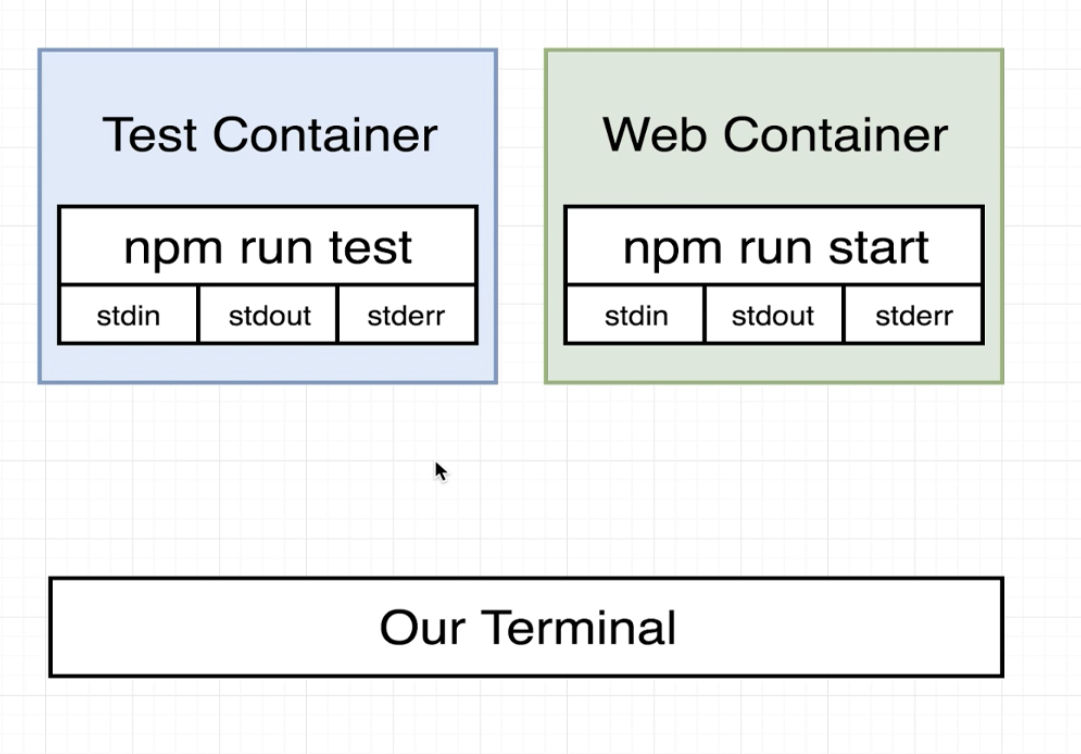 Test Container
Web Container
npm run test
npm run start
stdin stdout stderr
stdin stdout stderr
Our Terminal